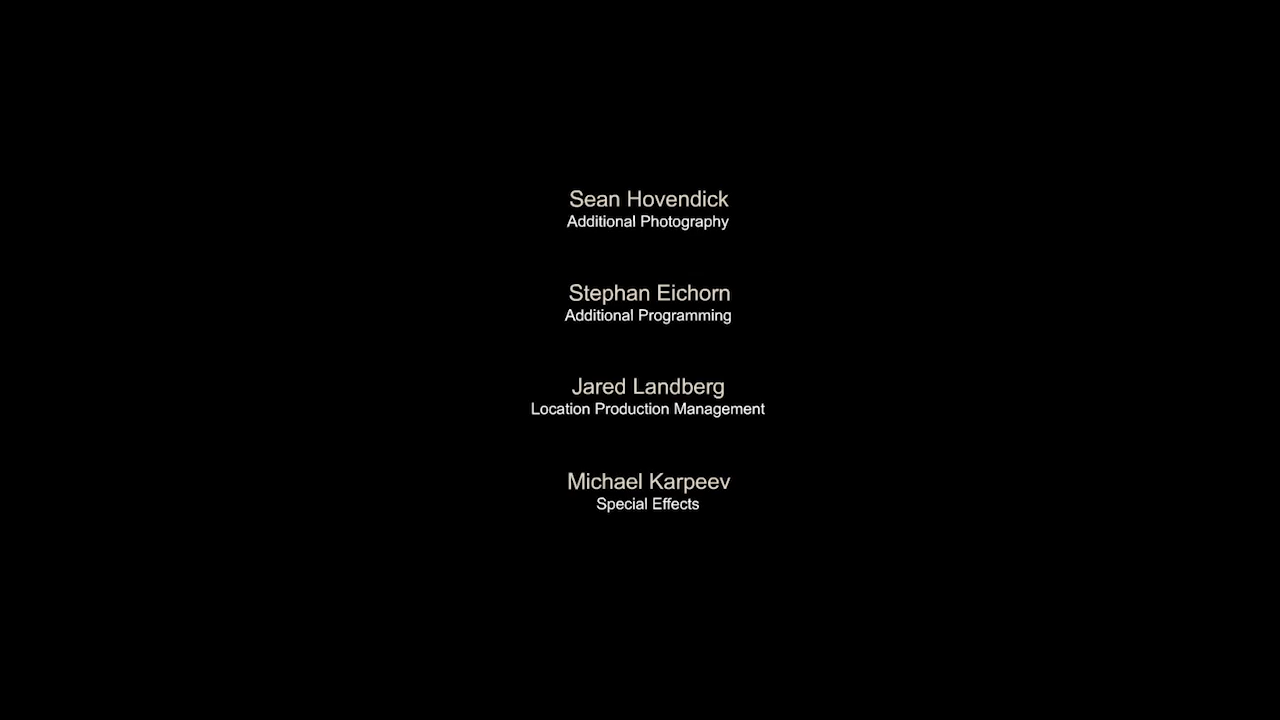 Sean Hovendick
Additional Photography
Stephan Eichorn
Additional Programming
Jared Landberg
Location Production Management
Michael Karpeev
Special Effects